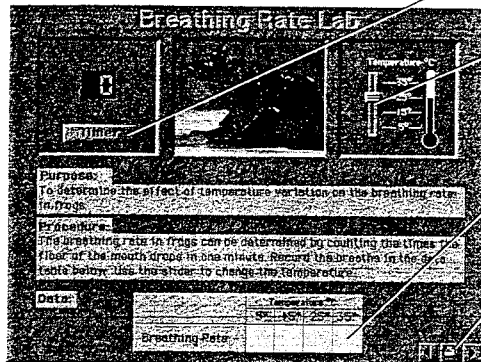 Breathing Rate Lab
0
Timer
Temperature °C
35°
25°
15°
5°
Purpose:
To determine the effect of temperature variation on the breathing rate
in frogs.
Procedure:
The breathing rate in frogs can be determined by counting the times the
floor of the mouth drops in one minute. Record the breaths in the data
table below. Use the slider to change the temperature.
Data:
Temperature °C
5° 15° 25° 35°
Breathing Rate